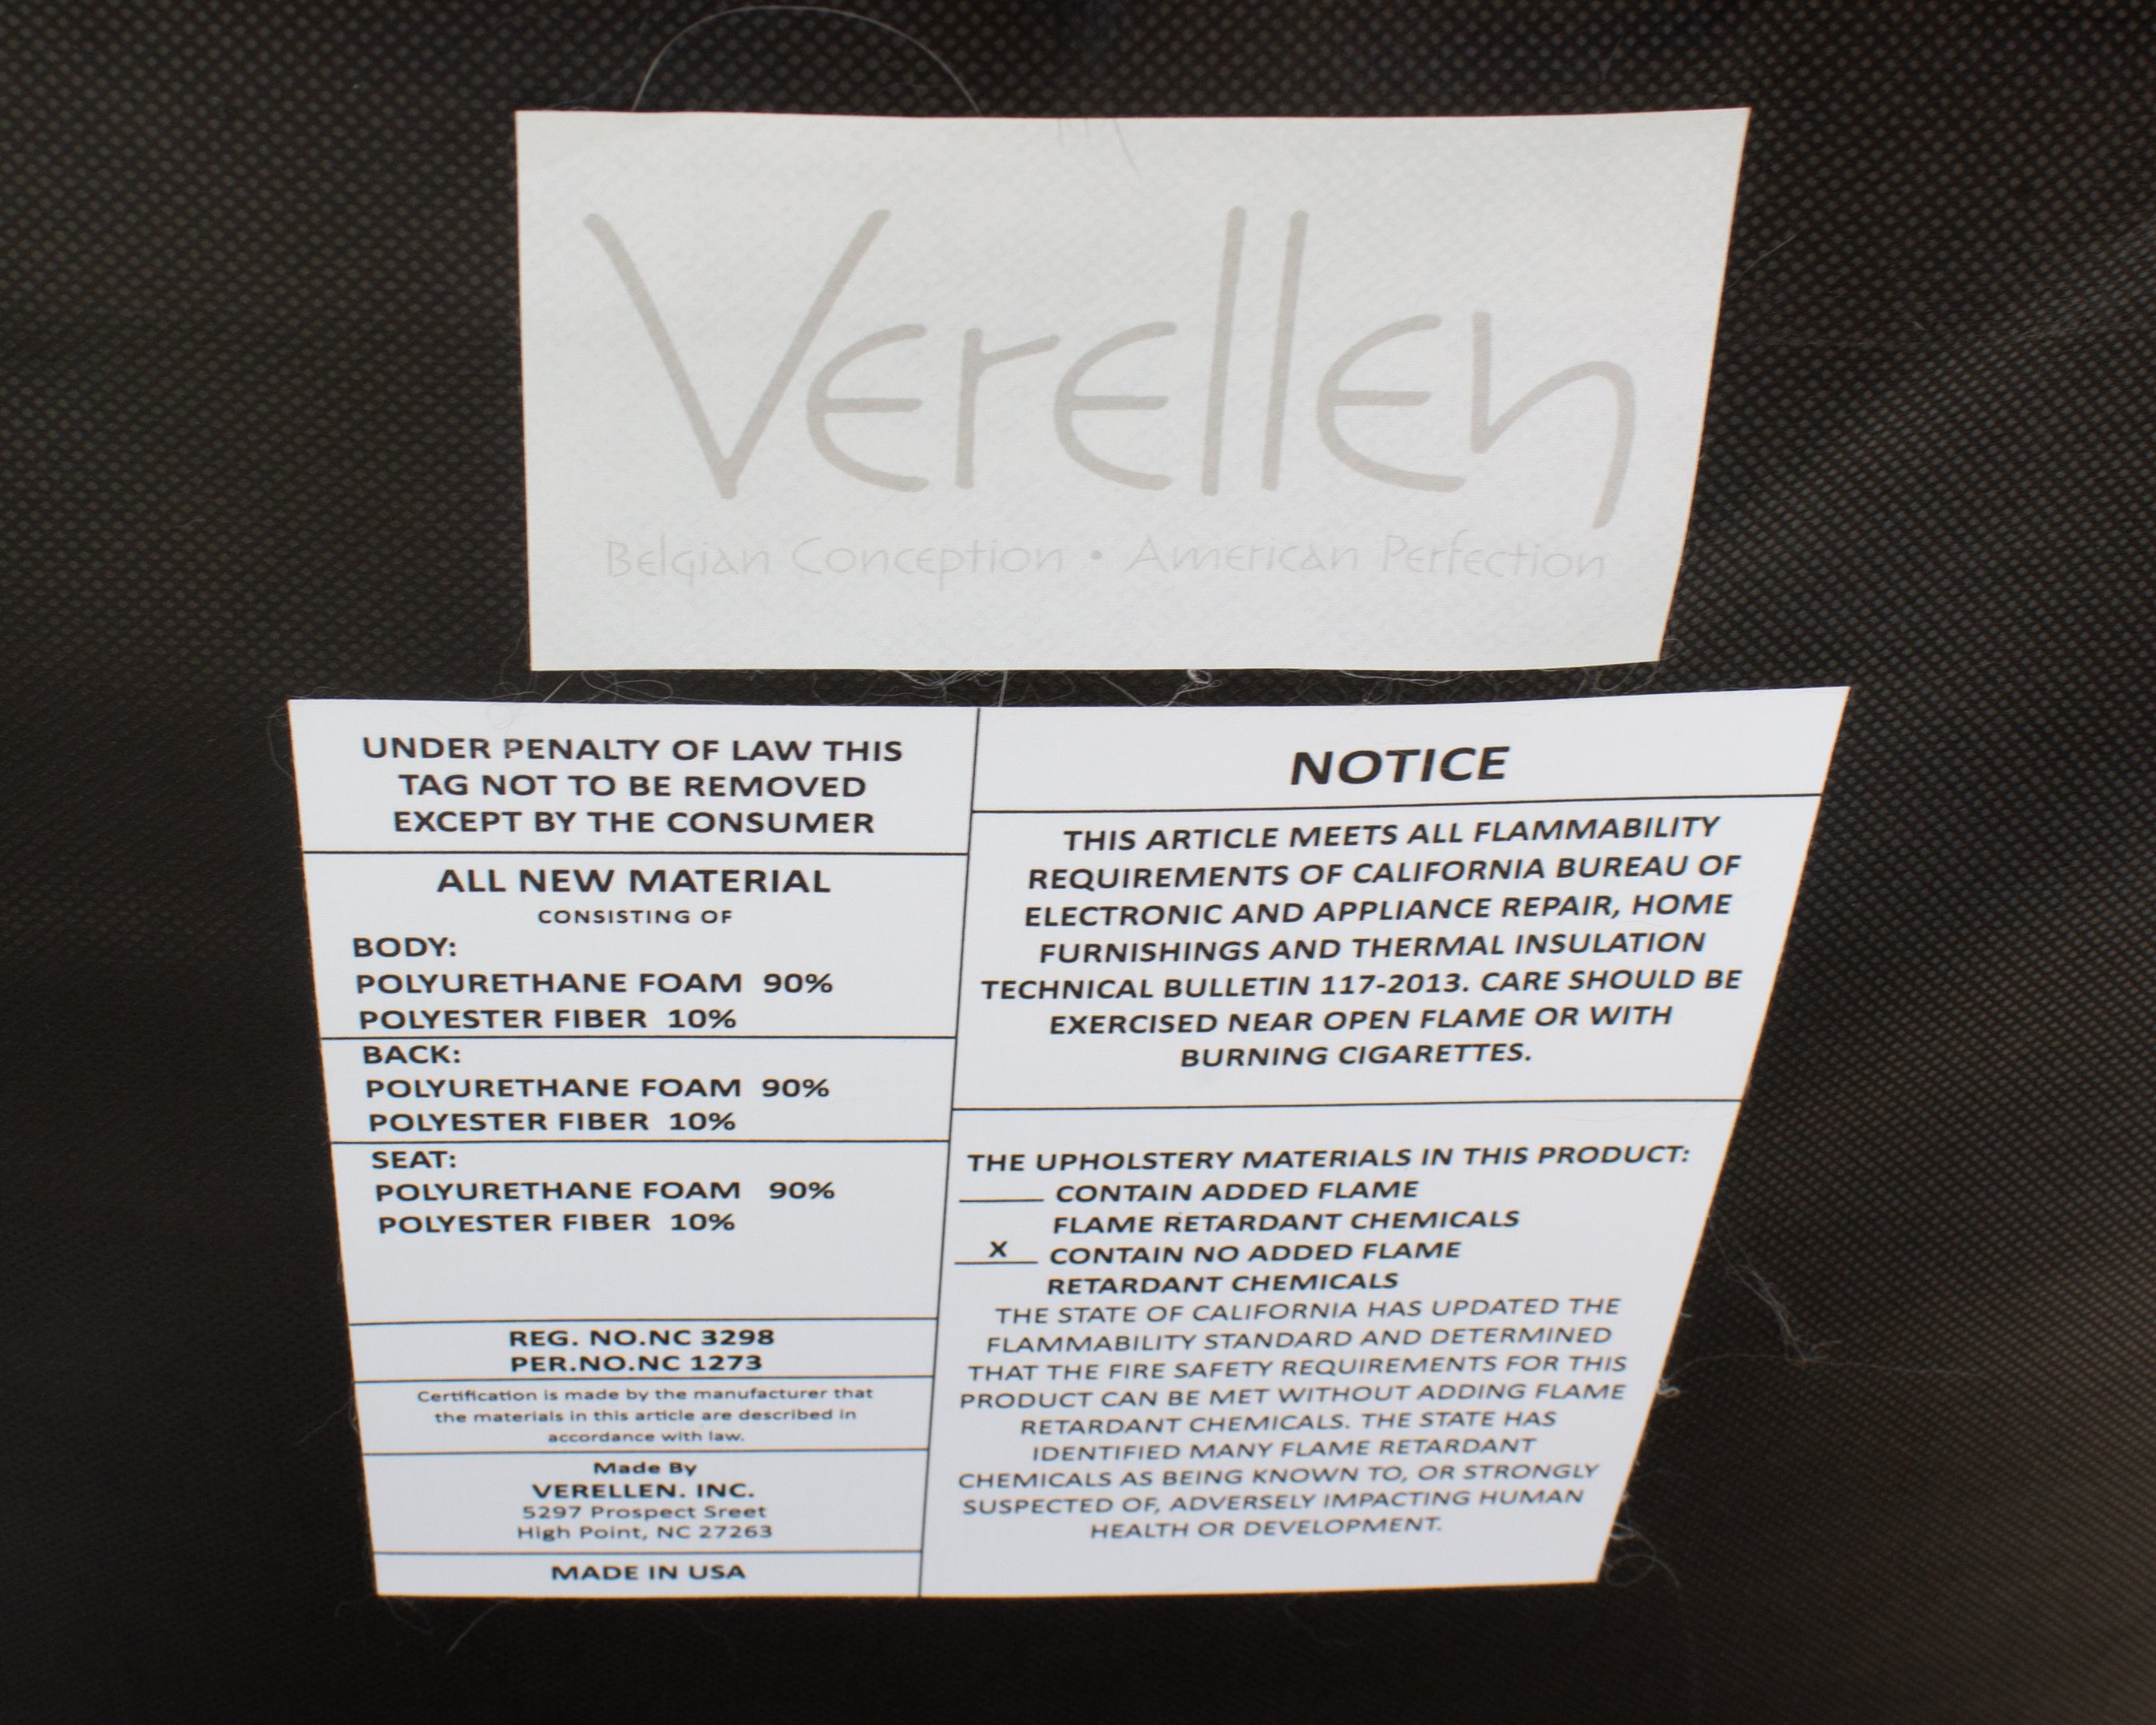 Verellen
Belgian Conception • American Perfection
UNDER PENALTY OF LAW THIS
TAG NOT TO BE REMOVED
EXCEPT BY THE CONSUMER
ALL NEW MATERIAL
CONSISTING OF
BODY:
POLYURETHANE FOAM 90%
POLYESTER FIBER 10%
BACK:
POLYURETHANE FOAM 90%
POLYESTER FIBER 10%
SEAT:
POLYURETHANE FOAM 90%
POLYESTER FIBER 10%
REG. NO.NC 3298
PER.NO.NC 1273
Certification is made by the manufacturer that
the materials in this article are described in
accordance with law.
Made By
VERELLEN. INC.
5297 Prospect Sreet
High Point, NC 27263
MADE IN USA
NOTICE
THIS ARTICLE MEETS ALL FLAMMABILITY
REQUIREMENTS OF CALIFORNIA BUREAU OF
ELECTRONIC AND APPLIANCE REPAIR, HOME
FURNISHINGS AND THERMAL INSULATION
TECHNICAL BULLETIN 117-2013. CARE SHOULD BE
EXERCISED NEAR OPEN FLAME OR WITH
BURNING CIGARETTES.
THE UPHOLSTERY MATERIALS IN THIS PRODUCT:
CONTAIN ADDED FLAME
FLAME RETARDANT CHEMICALS
X CONTAIN NO ADDED FLAME
RETARDANT CHEMICALS
THE STATE OF CALIFORNIA HAS UPDATED THE
FLAMMABILITY STANDARD AND DETERMINED
THAT THE FIRE SAFETY REQUIREMENTS FOR THIS
PRODUCT CAN BE MET WITHOUT ADDING FLAME
RETARDANT CHEMICALS. THE STATE HAS
IDENTIFIED MANY FLAME RETARDANT
CHEMICALS AS BEING KNOWN TO, OR STRONGLY
SUSPECTED OF, ADVERSELY IMPACTING HUMAN
HEALTH OR DEVELOPMENT.